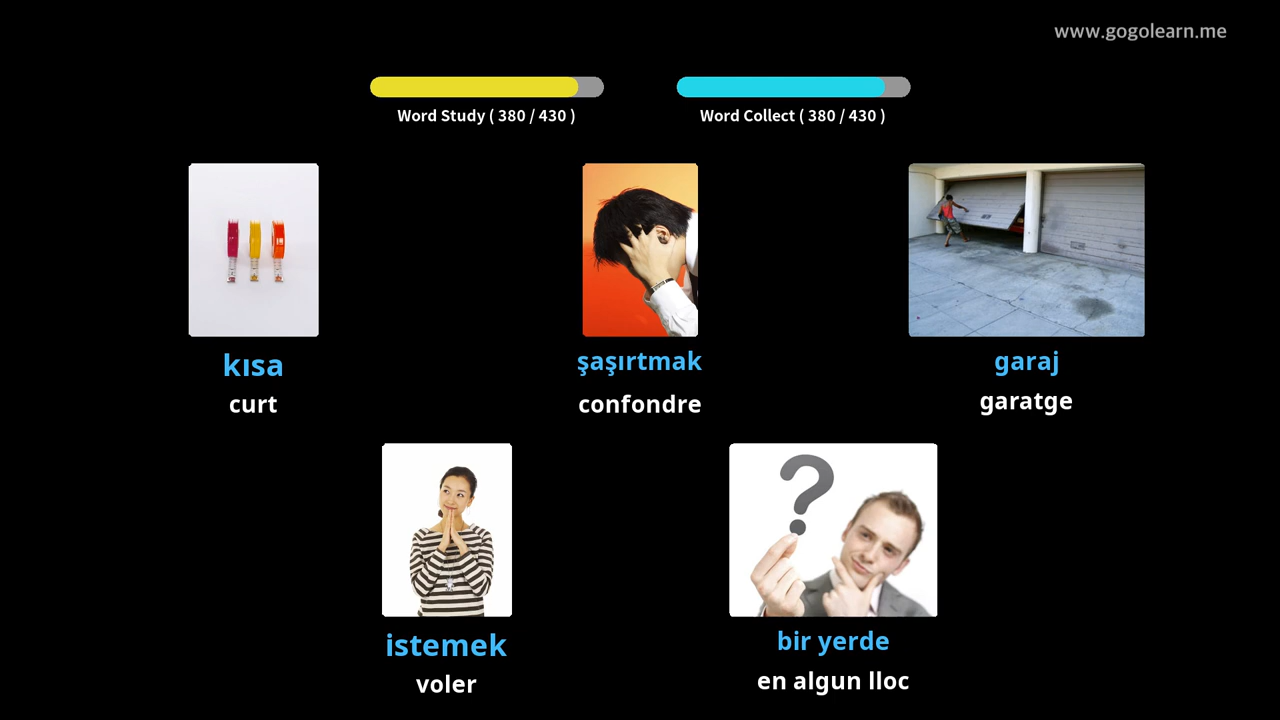 www.gogolearn.me
Word Study ( 380 / 430 )
Word Collect ( 380 / 430 )
kısa
curt
şaşırtmak
confondre
garaj
garatge
istemek
voler
bir yerde
en algun lloc